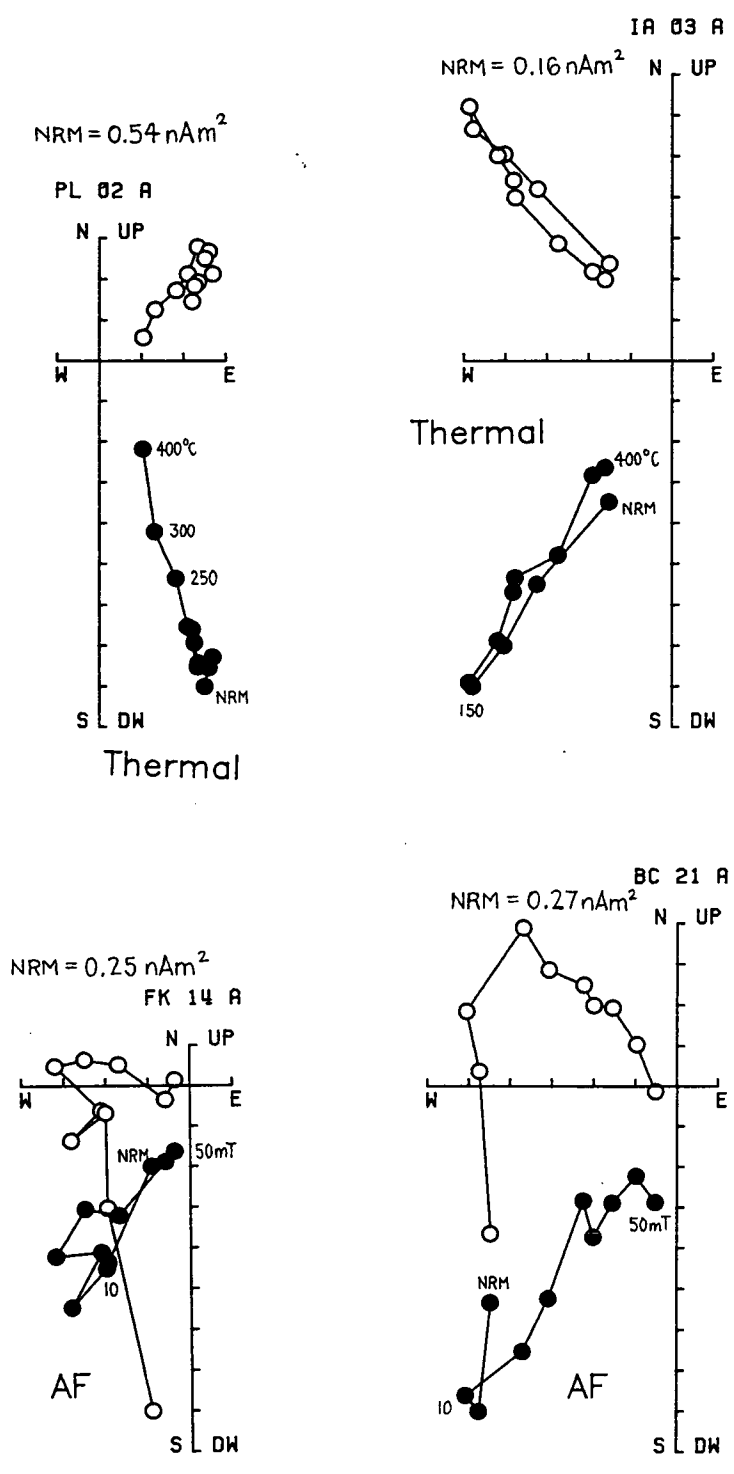 IA 03 A
NRM = 0.16 nAm² N UP
NRM = 0.54 nAm²
PL 02 A
N UP
W E
W E
Thermal
400°C
400°C
NRM
300
250
NRM
150
S DW
S DW
Thermal
BC 21 A
NRM = 0.27 nAm² N UP
NRM = 0.25 nAm²
FK 14 A
N UP
W E
W E
NRM
50mT
50mT
NRM
10
AF
AF
10
S DW
S DW